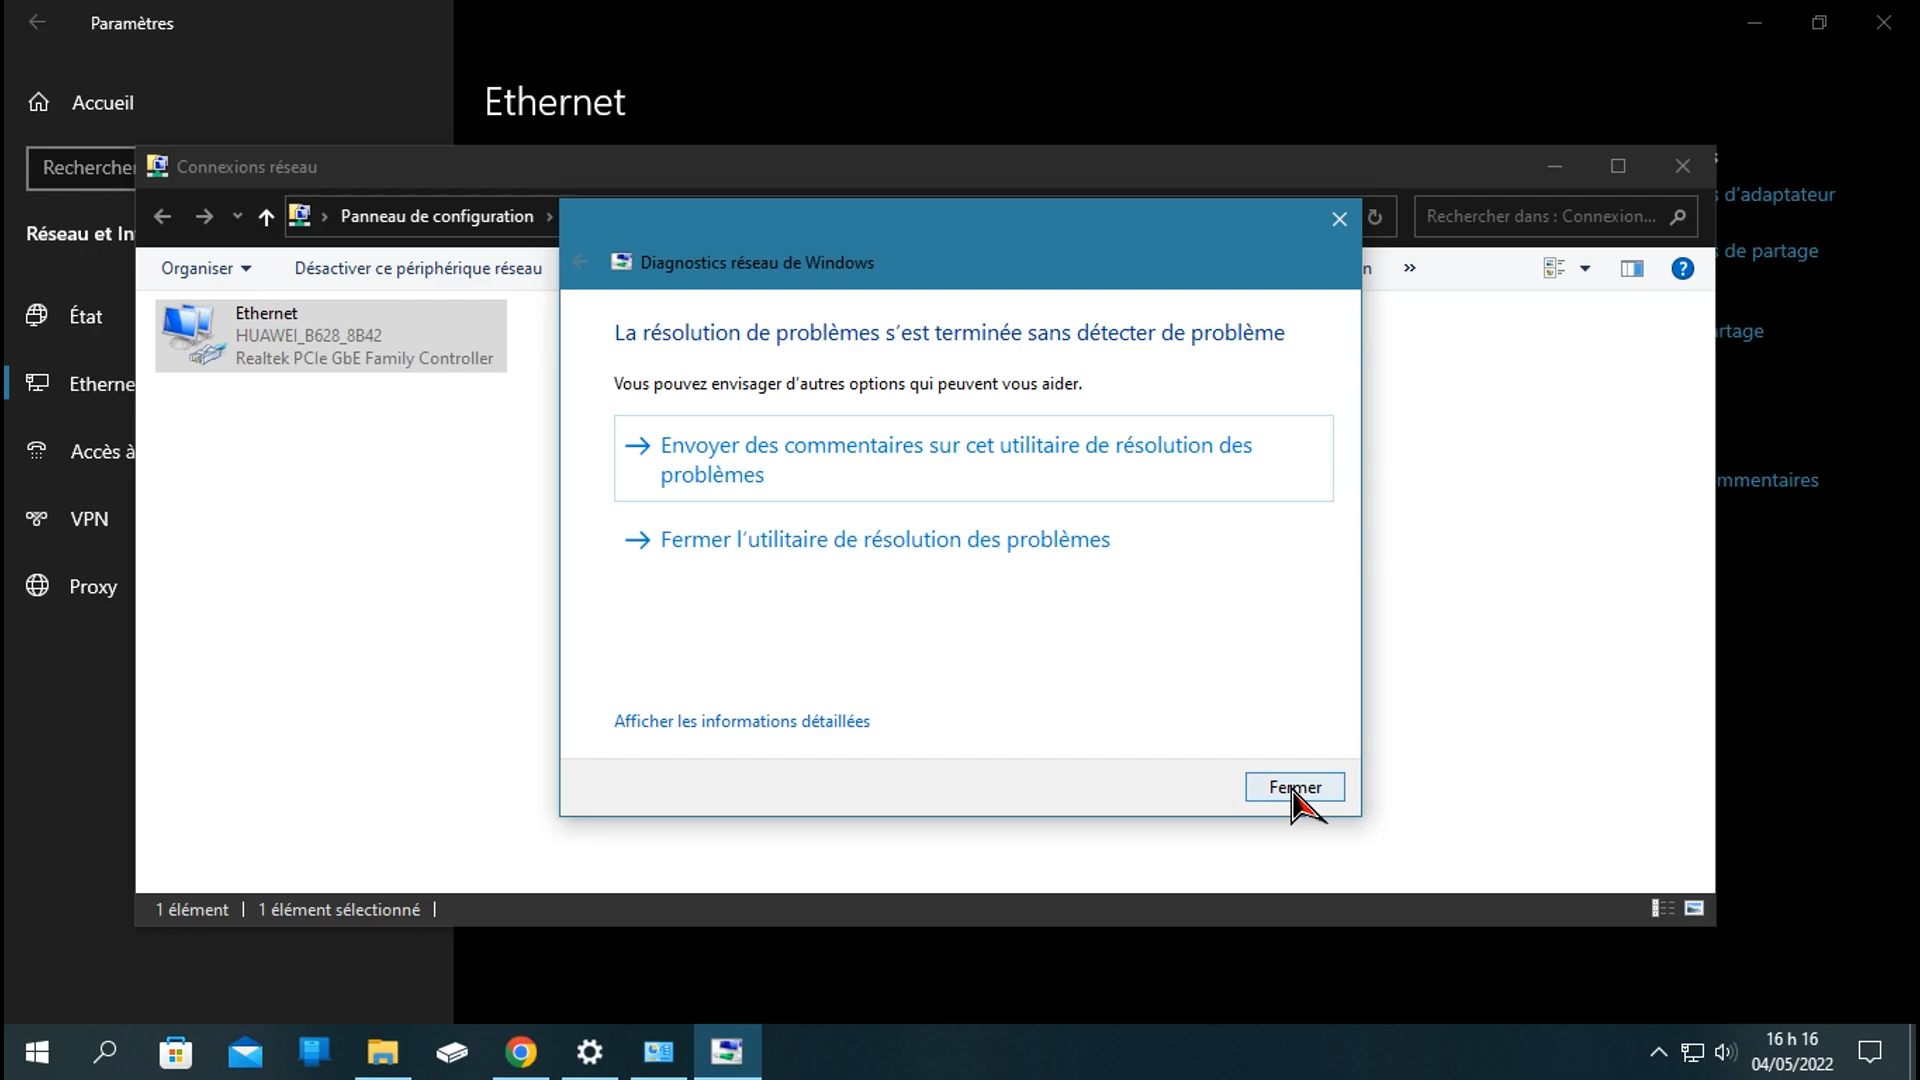 Paramètres
Accueil
Ethernet
Rechercher
Connexions réseau
d'adaptateur
Panneau de configuration
Rechercher dans : Connexion...
Réseau et In
de partage
Diagnostics réseau de Windows
Organiser
Désactiver ce périphérique réseau
n
»
?
Ethernet
HUAWEI_B628_8B42
Realtek PCIe GbE Family Controller
État
La résolution de problèmes s'est terminée sans détecter de problème
artage
Vous pouvez envisager d'autres options qui peuvent vous aider.
Etherne
Envoyer des commentaires sur cet utilitaire de résolution des
problèmes
Accès à
mmentaires
VPN
Fermer l'utilitaire de résolution des problèmes
Proxy
Afficher les informations détaillées
Fermer
1 élément
1 élément sélectionné
16 h 16
04/05/2022